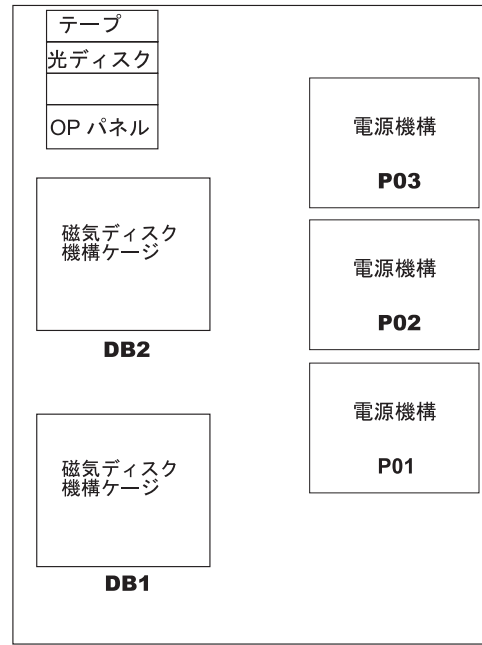 テープ
光ディスク
OP パネル
電源機構
P03
磁気ディスク
機構ケージ
DB2
電源機構
P02
電源機構
P01
磁気ディスク
機構ケージ
DB1